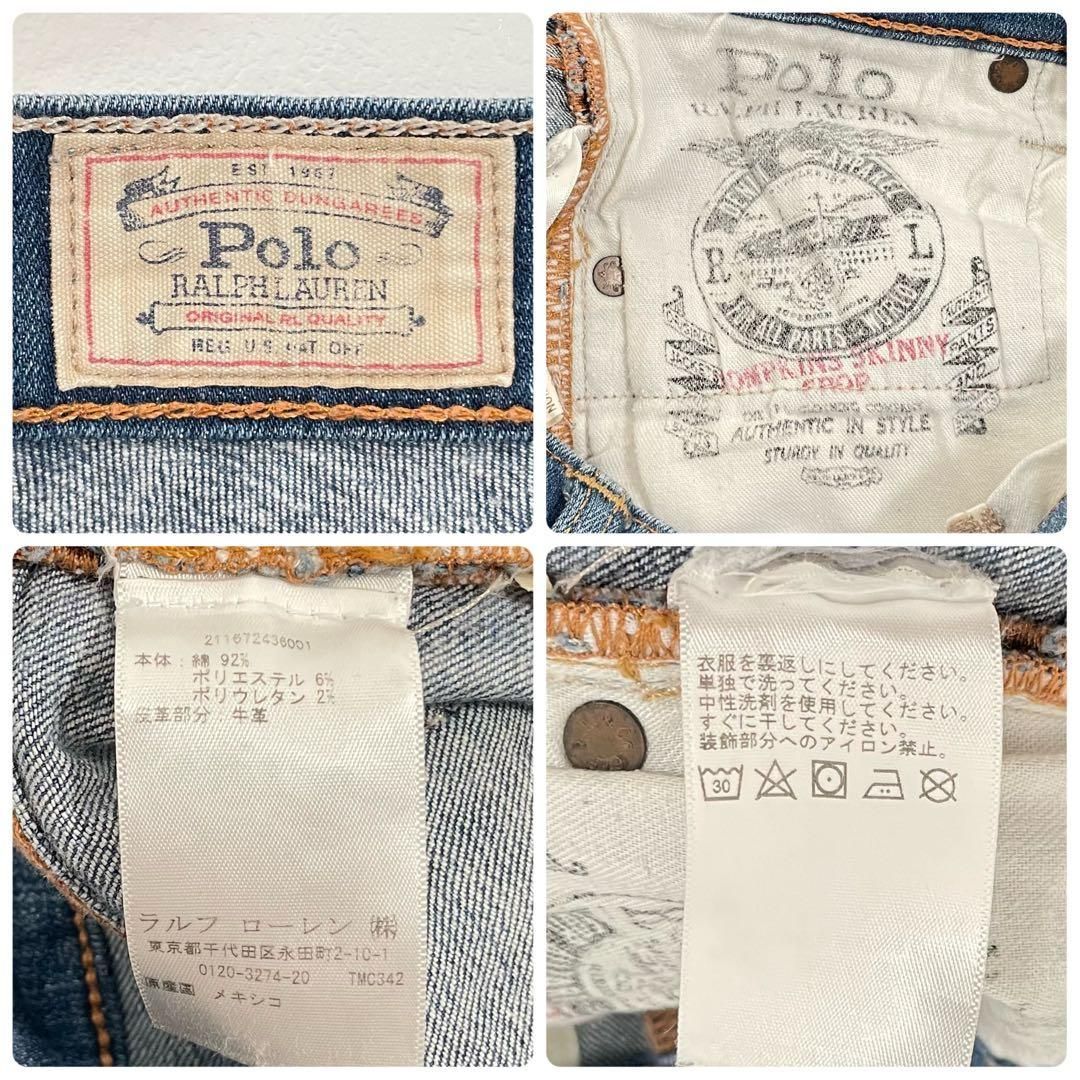 EST. 1967
AUTHENTIC DUNGAREES
Polo
RALPH LAUREN
ORIGINAL RL QUALITY
REG. U.S. PAT. OFF.
Polo
RALPH LAUREN
R L
TOMPKINS SKINNY
CROP
AUTHENTIC IN STYLE
STURDY IN QUALITY
211672436001
本体:綿 92%
ポリエステル 6%
ポリウレタン 2%
皮革部分:牛革
ラルフ ローレン ㈱
東京都千代田区永田町2-10-1
0120-3274-20 TMC342
原産国 メキシコ
衣服を裏返しにしてください。
単独で洗ってください。
中性洗剤を使用してください。
すぐに干してください。
装飾部分へのアイロン禁止。
30